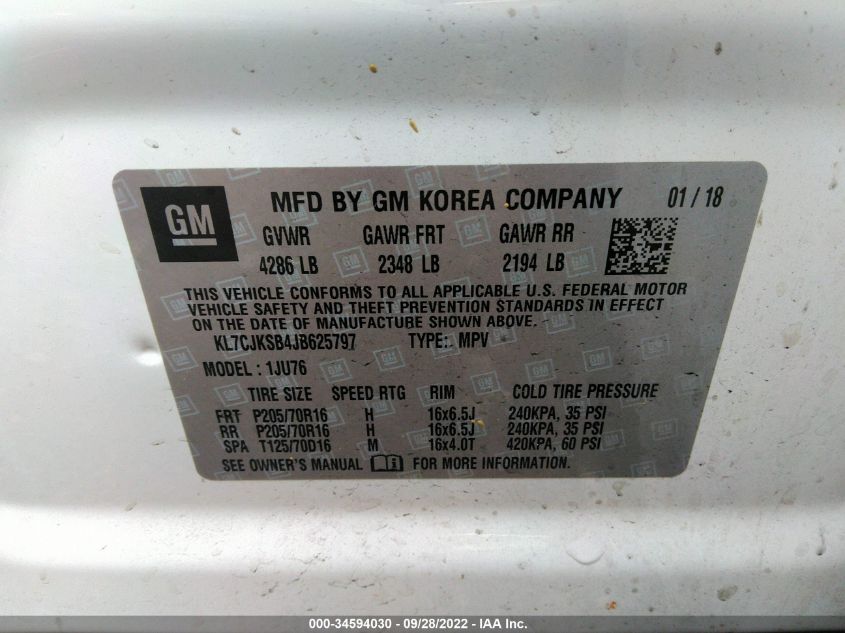 GM MFD BY GM KOREA COMPANY 01 / 18
GVWR GAWR FRT GAWR RR
4286 LB 2348 LB 2194 LB
THIS VEHICLE CONFORMS TO ALL APPLICABLE U.S. FEDERAL MOTOR
VEHICLE SAFETY AND THEFT PREVENTION STANDARDS IN EFFECT
ON THE DATE OF MANUFACTURE SHOWN ABOVE.
KL7CJKSB4JB625797 TYPE: MPV
MODEL : 1JU76
TIRE SIZE SPEED RTG RIM COLD TIRE PRESSURE
FRT P205/70R16 H 16x6.5J 240KPA, 35 PSI
RR P205/70R16 H 16x6.5J 240KPA, 35 PSI
SPA T125/70D16 M 16x4.0T 420KPA, 60 PSI
SEE OWNER'S MANUAL FOR MORE INFORMATION.
000-34594030 - 09/28/2022 - IAA Inc.